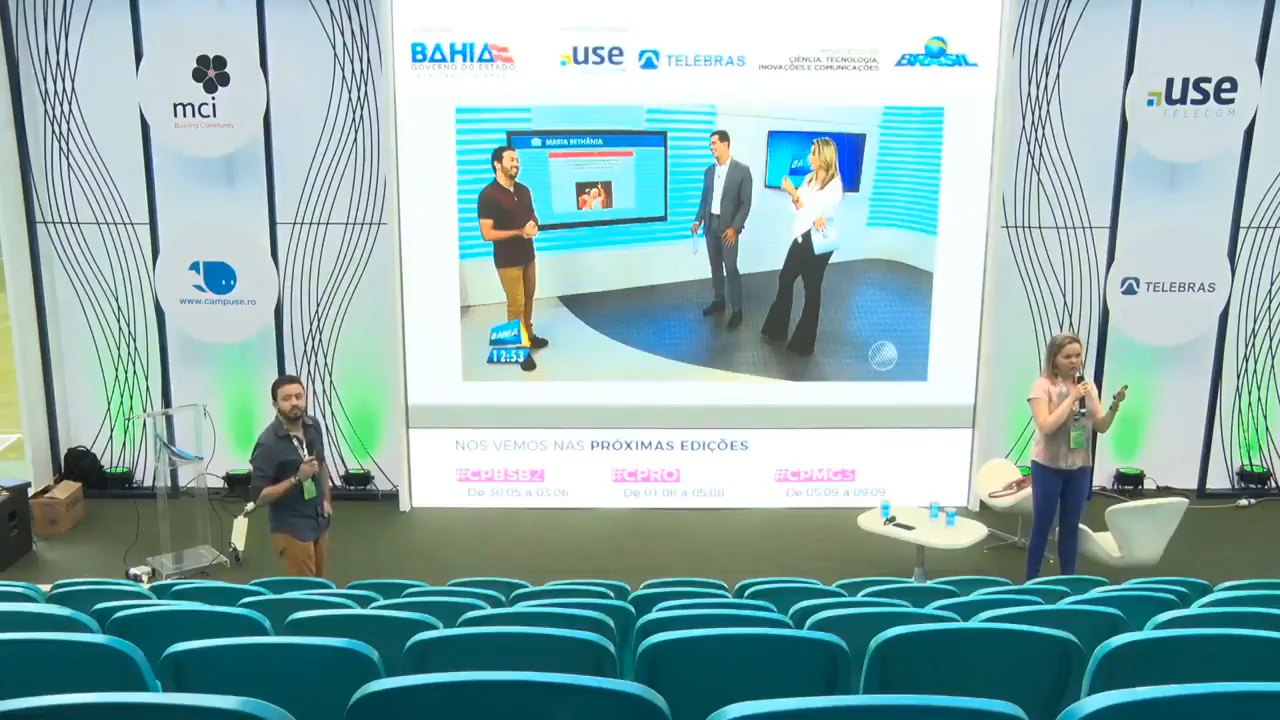 BAHIA
GOVERNO DO ESTADO
use
TELEBRAS
CIÊNCIA, TECNOLOGIA,
INOVAÇÕES E COMUNICAÇÕES
BRASIL
mci
Buzzing Community
use
TELECOM
MARIA BETHÂNIA
BAHIA
www.campuse.ro
TELEBRAS
BAHIA
12:53
NOS VEMOS NAS PRÓXIMAS EDIÇÕES
#CPBSB2
#CPRO
#CPMG3
De 30.05 a 03.06
De 01.08 a 05.08
De 05.09 a 09.09